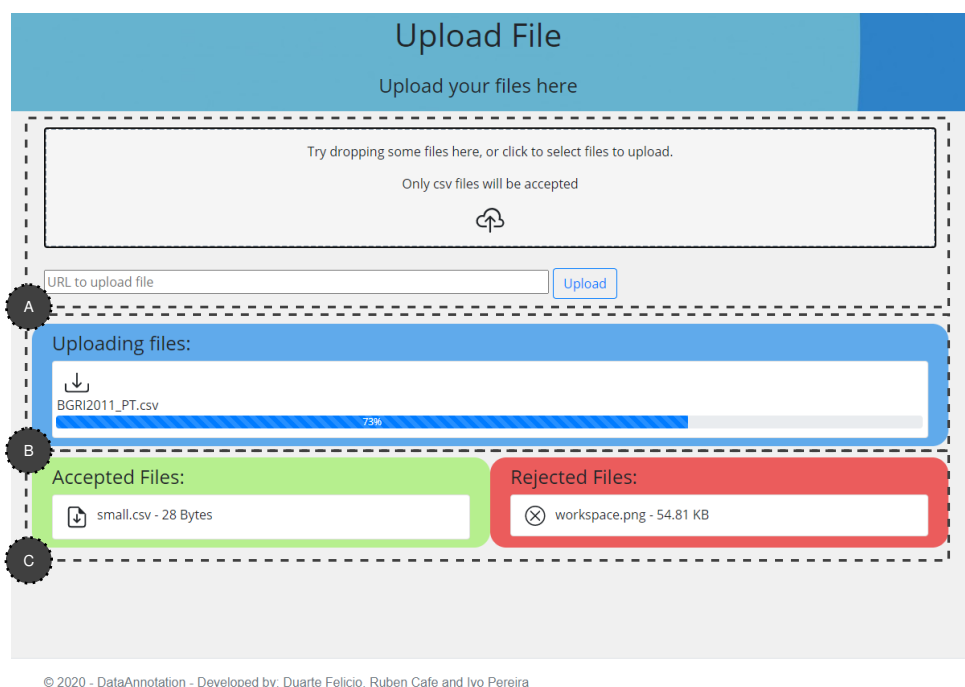 Upload File
Upload your files here
Try dropping some files here, or click to select files to upload.
Only csv files will be accepted
URL to upload file
Upload
A
Uploading files:
BGRI2011_PT.csv
73%
B
Accepted Files:
small.csv - 28 Bytes
Rejected Files:
workspace.png - 54.81 KB
C
© 2020 - DataAnnotation - Developed by: Duarte Felicio, Ruben Cafe and Ivo Pereira